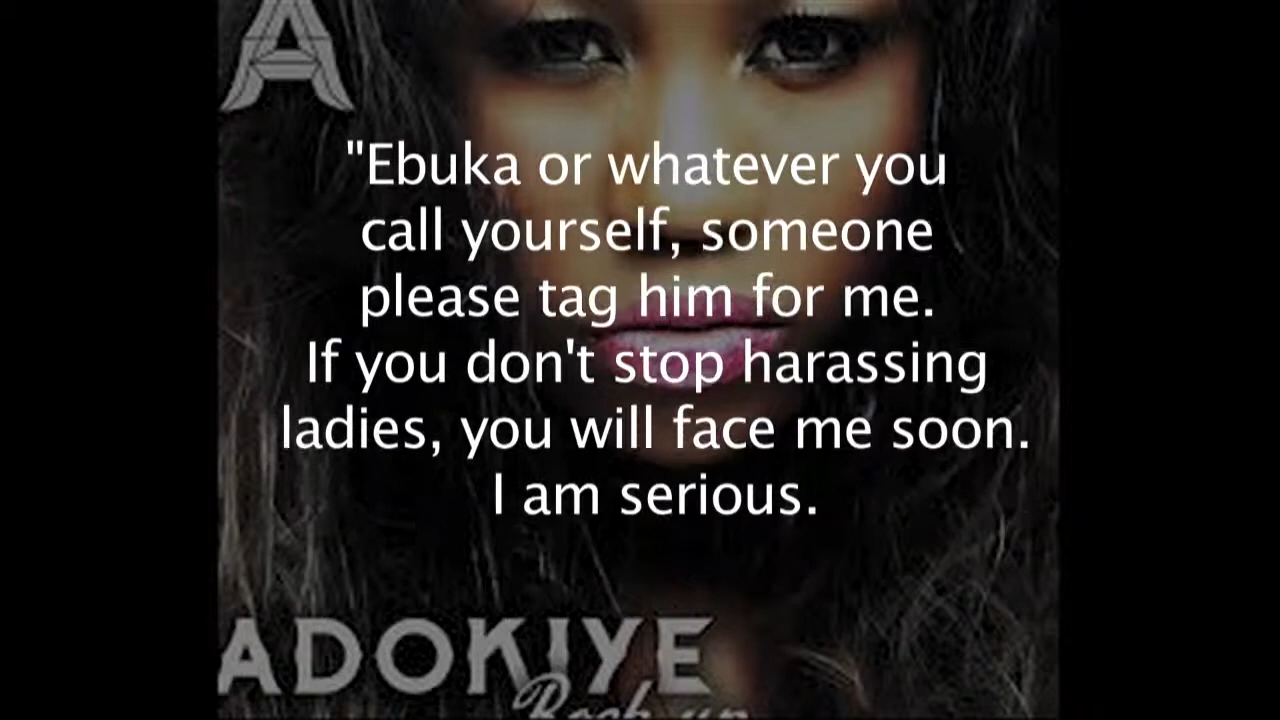 A
"Ebuka or whatever you
call yourself, someone
please tag him for me.
If you don't stop harassing
ladies, you will face me soon.
I am serious.
ADOKIYE